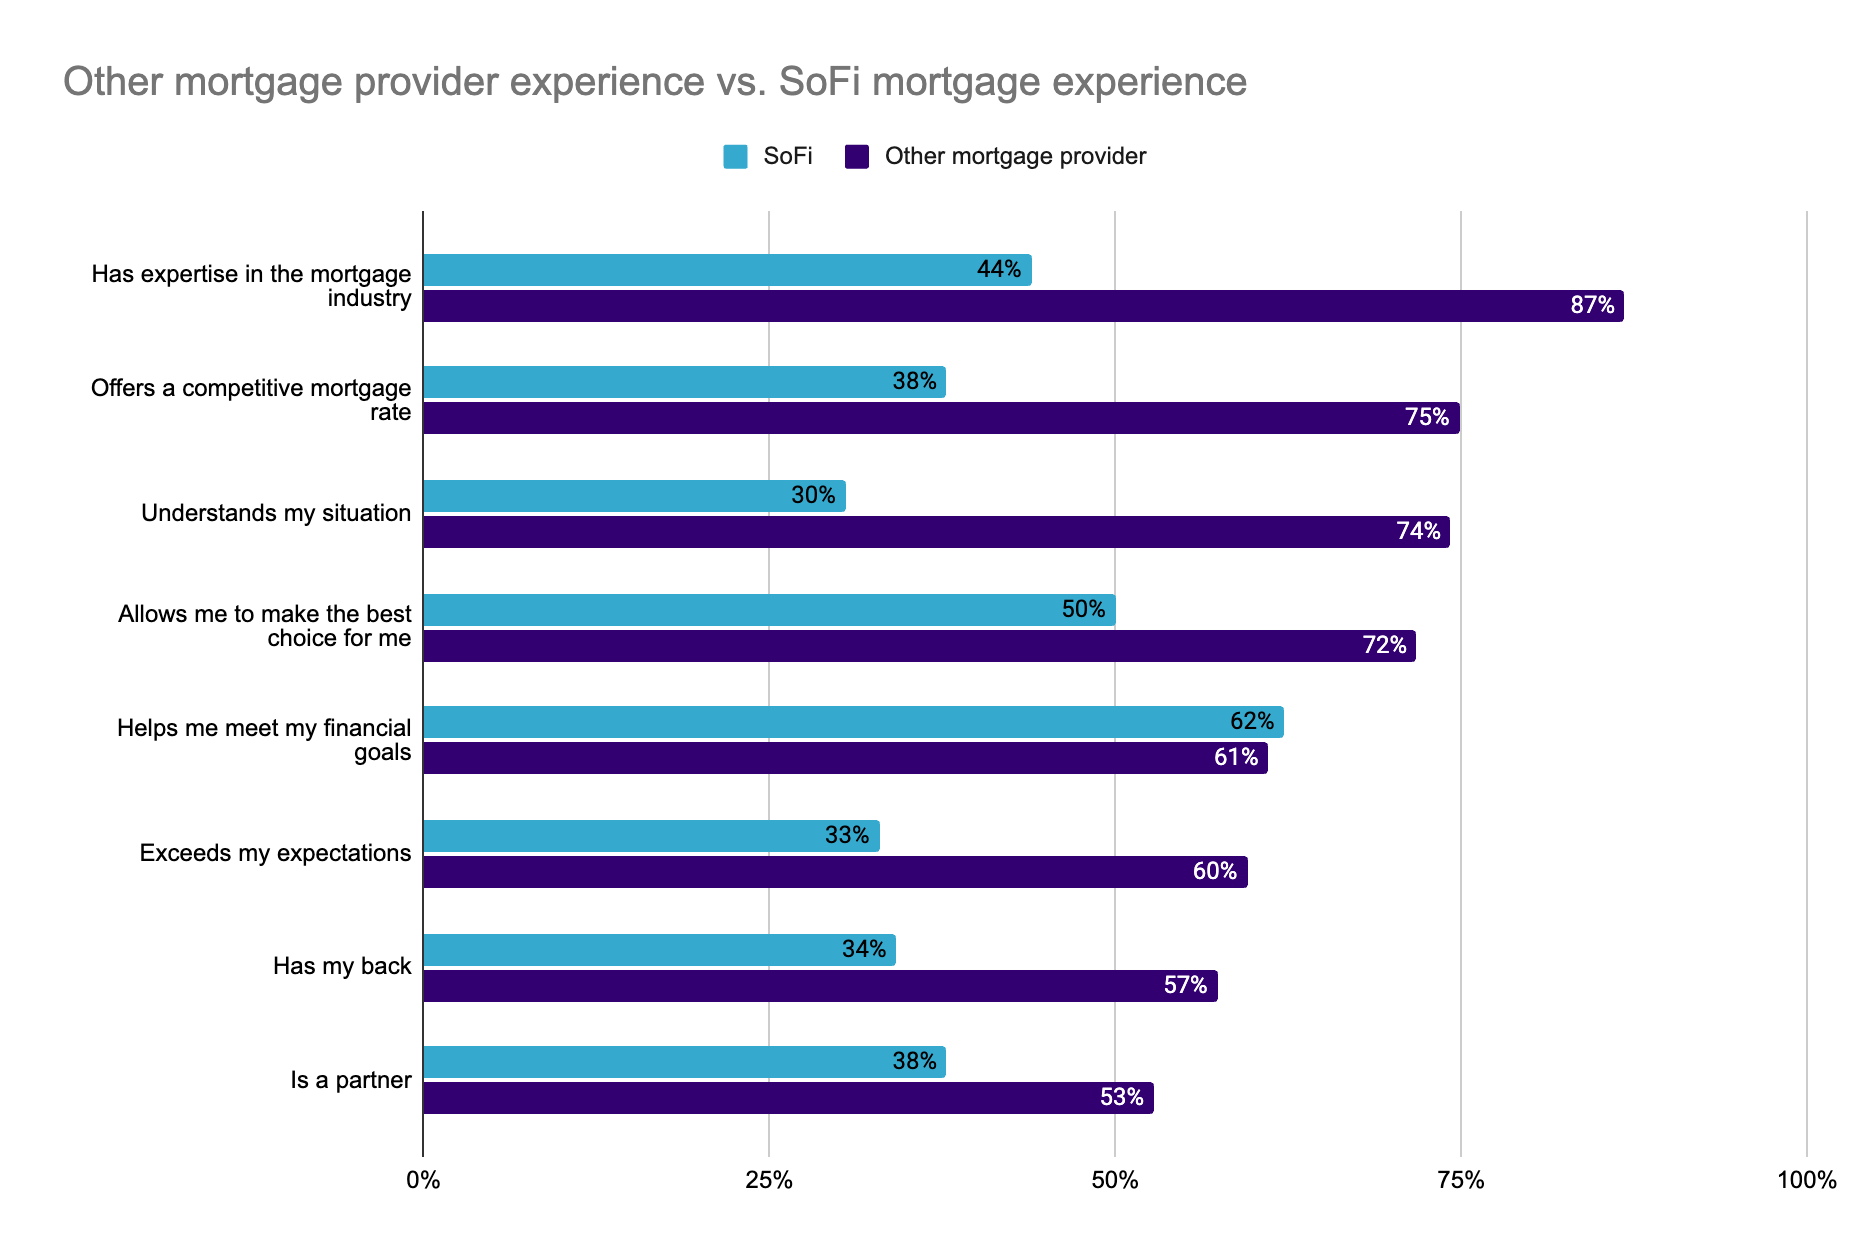 Other mortgage provider experience vs. SoFi mortgage experience
SoFi
Other mortgage provider
Has expertise in the mortgage
industry
44%
87%
Offers a competitive mortgage
rate
38%
75%
Understands my situation
30%
74%
Allows me to make the best
choice for me
50%
72%
Helps me meet my financial
goals
62%
61%
Exceeds my expectations
33%
60%
Has my back
34%
57%
Is a partner
38%
53%
0%
25%
50%
75%
100%